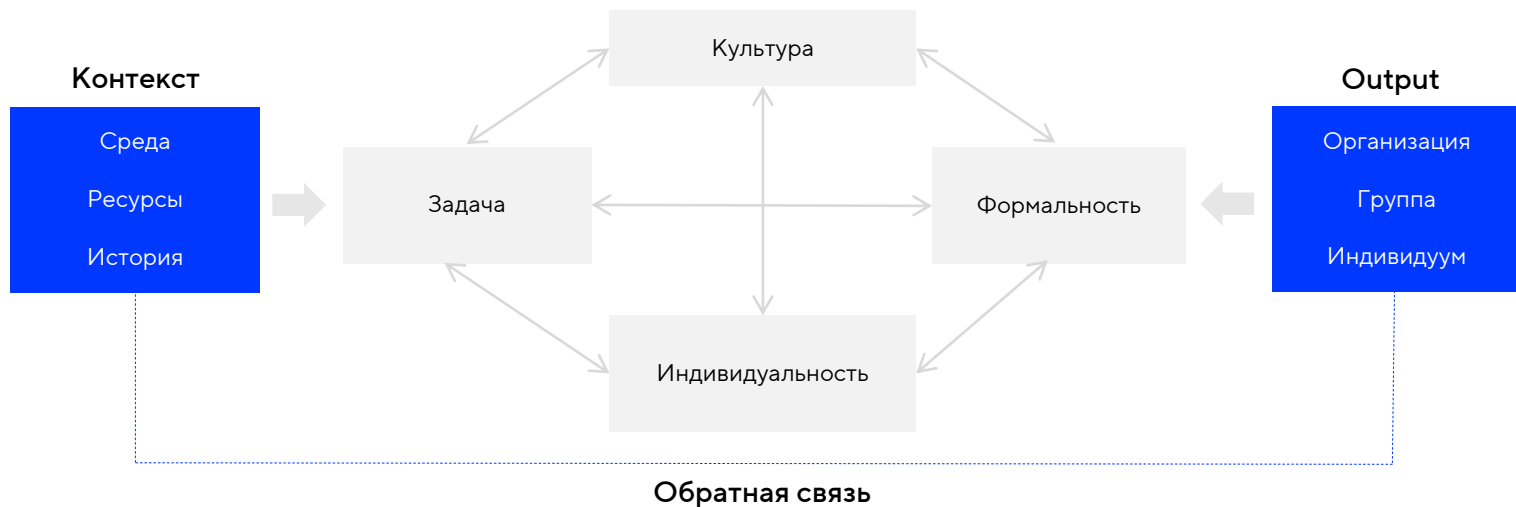 Культура
Контекст
Output
Среда
Ресурсы
История
Задача
Формальность
Организация
Группа
Индивидуум
Индивидуальность
Обратная связь